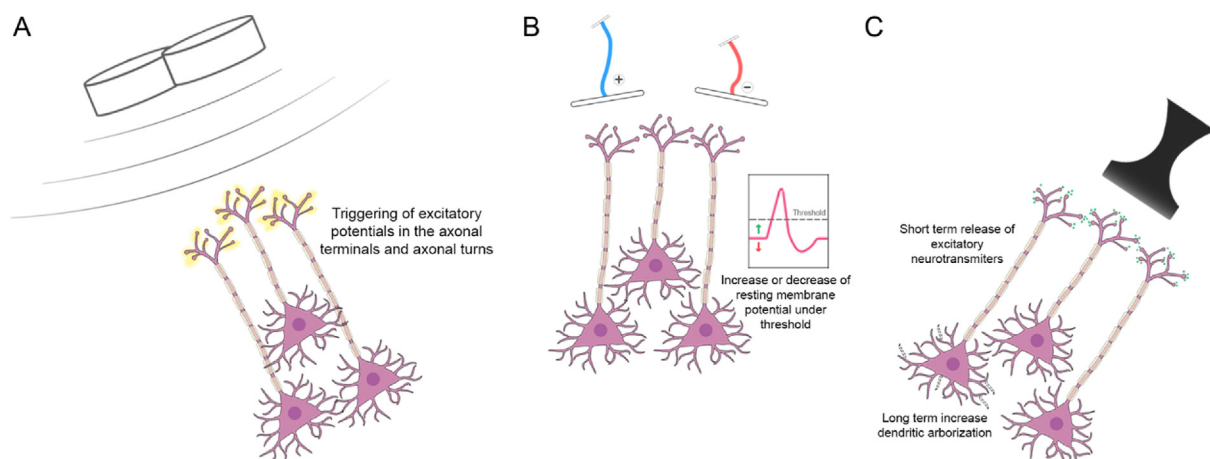 A
Triggering of excitatory
potentials in the axonal
terminals and axonal turns
B
+
−
Threshold
Increase or decrease of
resting membrane
potential under
threshold
C
Short term release of
excitatory
neurotransmiters
Long term increase
dendritic arborization